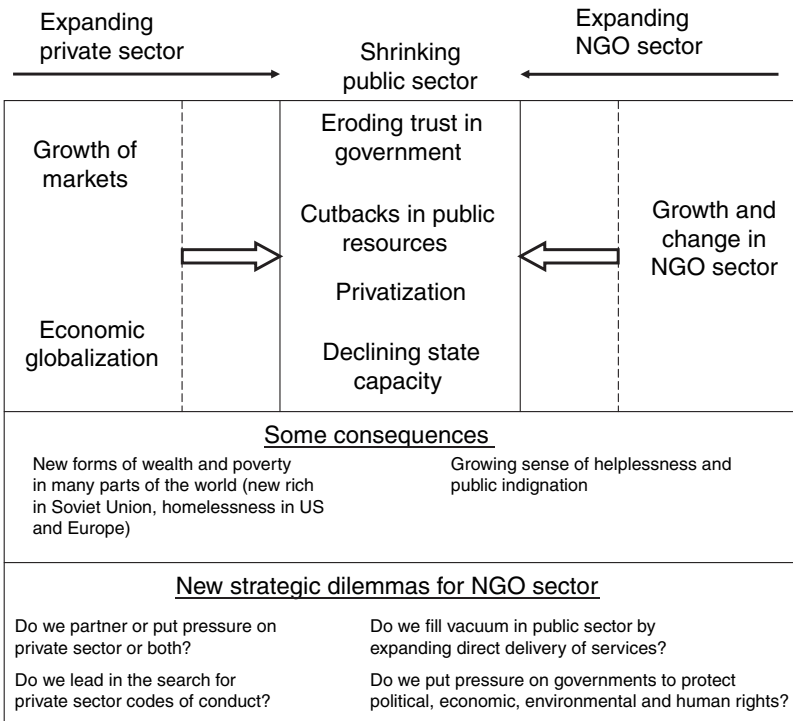 Expanding
private sector
Shrinking
public sector
Expanding
NGO sector
Growth of
markets
Economic
globalization
Eroding trust in
government
Cutbacks in public
resources
Privatization
Declining state
capacity
Growth and
change in
NGO sector
Some consequences
New forms of wealth and poverty
in many parts of the world (new rich
in Soviet Union, homelessness in US
and Europe)
Growing sense of helplessness and
public indignation
New strategic dilemmas for NGO sector
Do we partner or put pressure on
private sector or both?
Do we lead in the search for
private sector codes of conduct?
Do we fill vacuum in public sector by
expanding direct delivery of services?
Do we put pressure on governments to protect
political, economic, environmental and human rights?